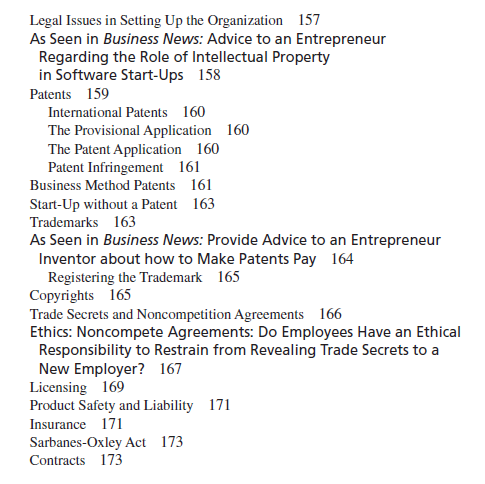 Legal Issues in Setting Up the Organization 157
As Seen in Business News: Advice to an Entrepreneur
Regarding the Role of Intellectual Property
in Software Start-Ups 158
Patents 159
International Patents 160
The Provisional Application 160
The Patent Application 160
Patent Infringement 161
Business Method Patents 161
Start-Up without a Patent 163
Trademarks 163
As Seen in Business News: Provide Advice to an Entrepreneur
Inventor about how to Make Patents Pay 164
Registering the Trademark 165
Copyrights 165
Trade Secrets and Noncompetition Agreements 166
Ethics: Noncompete Agreements: Do Employees Have an Ethical
Responsibility to Restrain from Revealing Trade Secrets to a
New Employer? 167
Licensing 169
Product Safety and Liability 171
Insurance 171
Sarbanes-Oxley Act 173
Contracts 173